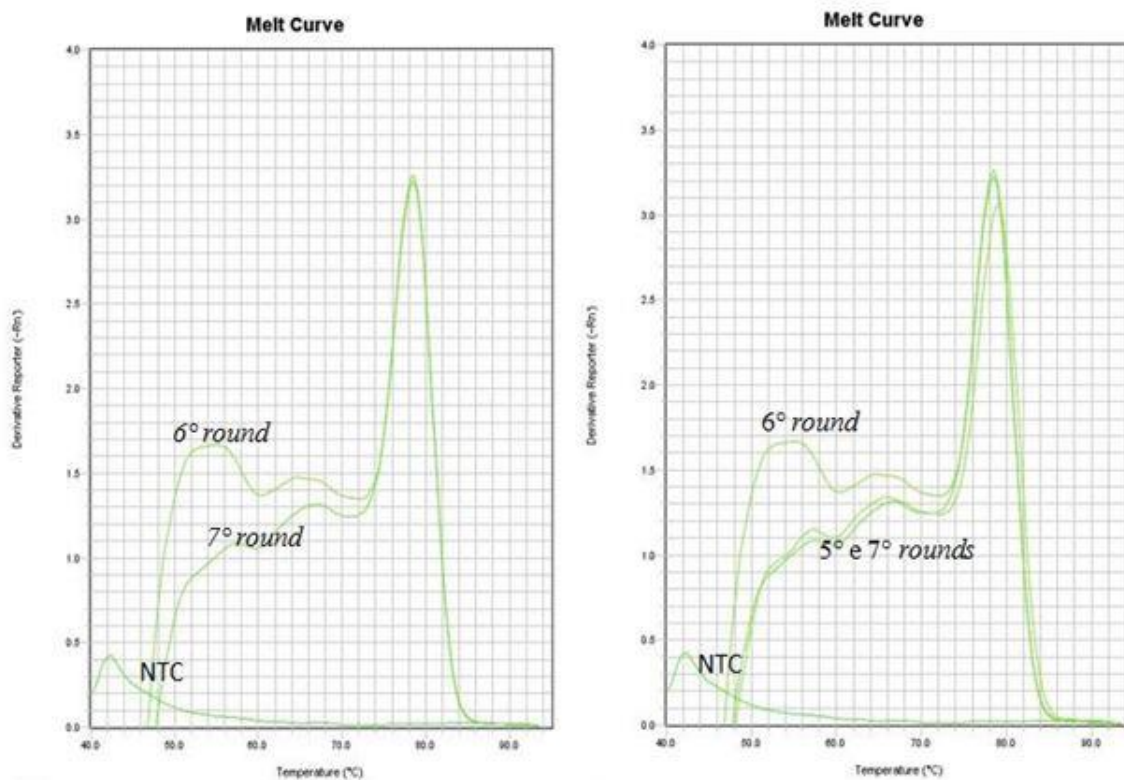 Melt Curve
4.0
3.5
3.0
2.5
2.0
1.5
1.0
0.5
0.0
Derivative Reporter (-Rn)
6° round
7° round
NTC
40.0 50.0 60.0 70.0 80.0 90.0
Temperature (°C)
Melt Curve
4.0
3.5
3.0
2.5
2.0
1.5
1.0
0.5
0.0
Derivative Reporter (-Rn)
6° round
5° e 7° rounds
NTC
40.0 50.0 60.0 70.0 80.0 90.0
Temperature (°C)